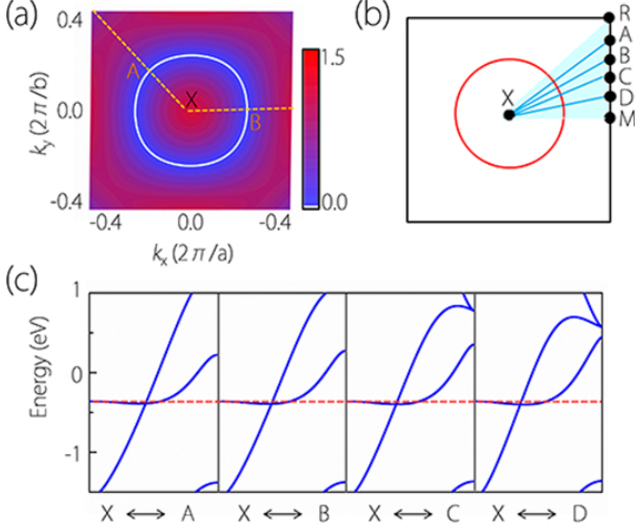 (a)
0.4
0.0
-0.4
k_y (2π/b)
A
X
B
-0.4
0.0
-0.4
k_x (2π/a)
1.5
0.0
(b)
R
A
B
C
D
M
X
(c)
1
0
-1
Energy (eV)
X ⟷ A
X ⟷ B
X ⟷ C
X ⟷ D